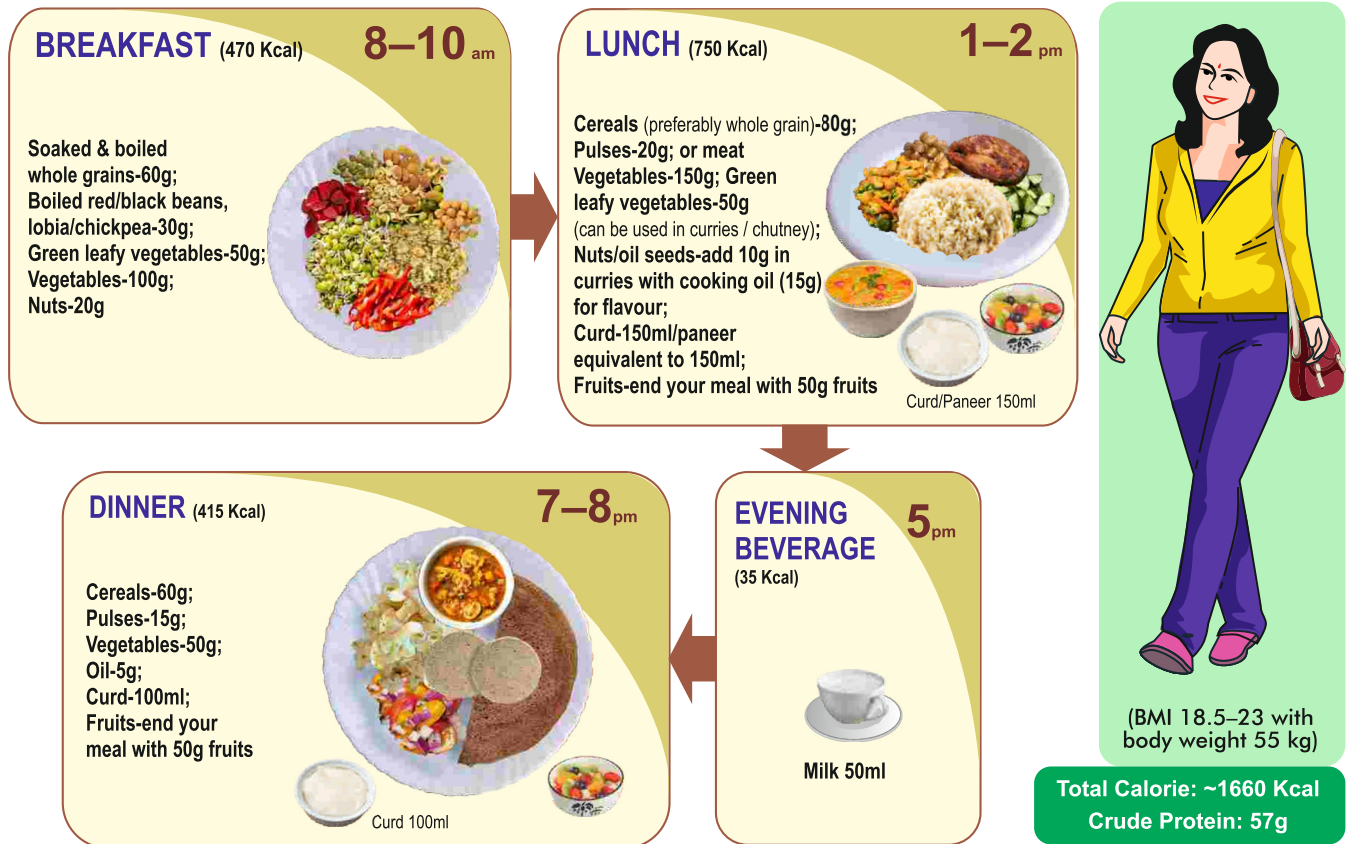 BREAKFAST (470 Kcal)
8–10 am
Soaked & boiled
whole grains-60g;
Boiled red/black beans,
lobia/chickpea-30g;
Green leafy vegetables-50g;
Vegetables-100g;
Nuts-20g
LUNCH (750 Kcal)
1–2 pm
Cereals (preferably whole grain)-80g;
Pulses-20g; or meat
Vegetables-150g; Green
leafy vegetables-50g
(can be used in curries / chutney);
Nuts/oil seeds-add 10g in
curries with cooking oil (15g)
for flavour;
Curd-150ml/paneer
equivalent to 150ml;
Fruits-end your meal with 50g fruits
Curd/Paneer 150ml
EVENING
BEVERAGE
(35 Kcal)
5pm
Milk 50ml
DINNER (415 Kcal)
7–8pm
Cereals-60g;
Pulses-15g;
Vegetables-50g;
Oil-5g;
Curd-100ml;
Fruits-end your
meal with 50g fruits
Curd 100ml
(BMI 18.5–23 with
body weight 55 kg)
Total Calorie: ~1660 Kcal
Crude Protein: 57g